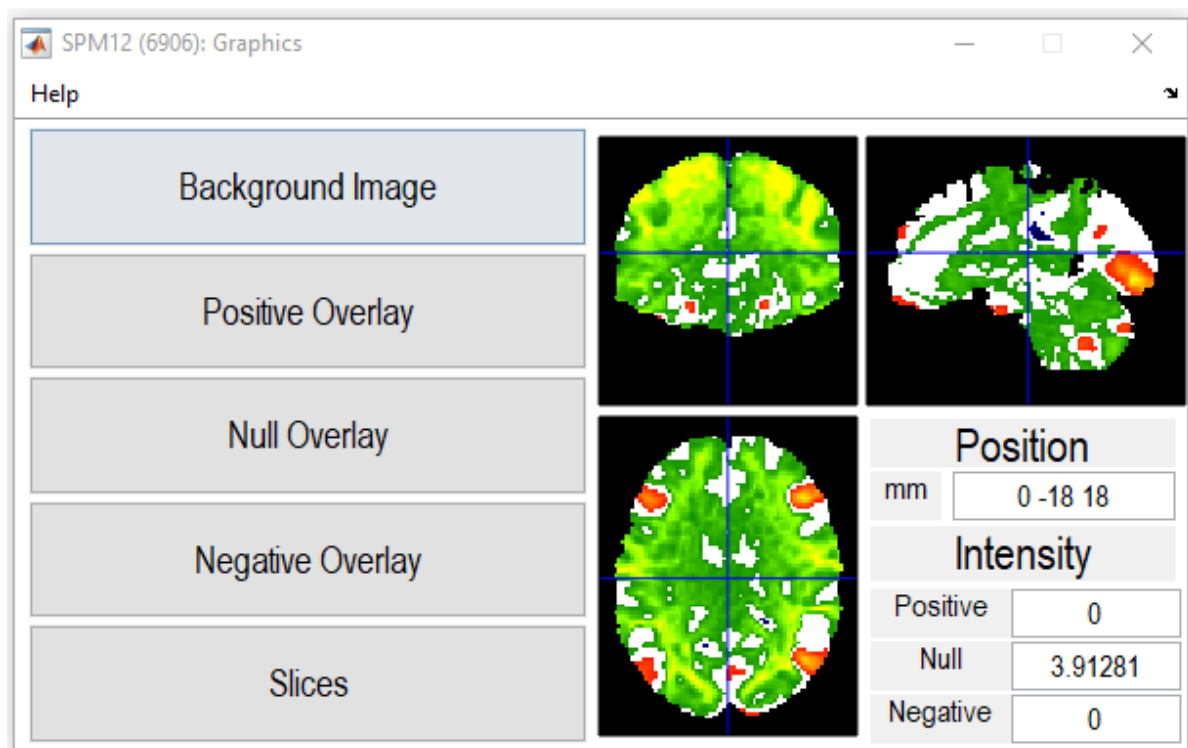 SPM12 (6906): Graphics
Help
Background Image
Positive Overlay
Null Overlay
Negative Overlay
Slices
Position
mm 0 -18 18
Intensity
Positive 0
Null 3.91281
Negative 0